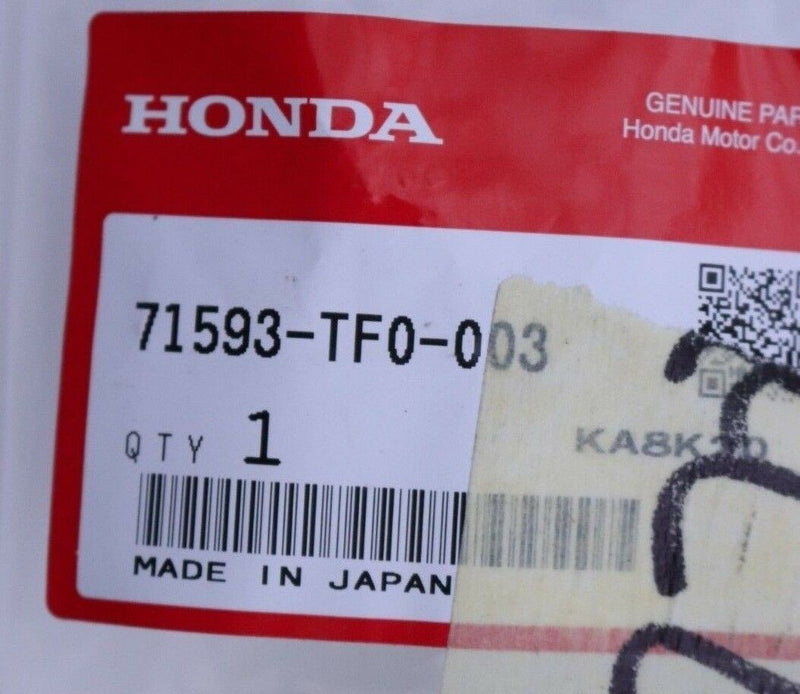 HONDA
GENUINE PAR
Honda Motor Co.
71593-TF0-003
QTY 1
MADE IN JAPAN